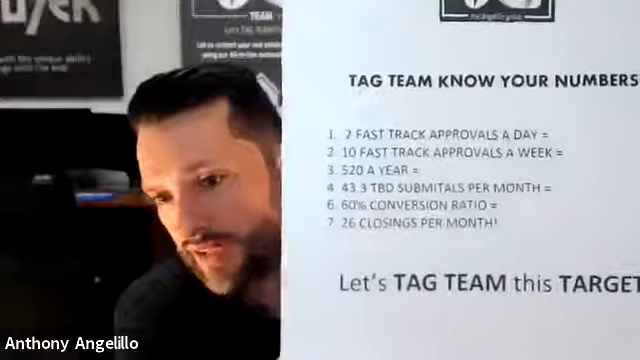 TEAM
TAG TEAM KNOW YOUR NUMBERS
1. 2 FAST TRACK APPROVALS A DAY =
2 10 FAST TRACK APPROVALS A WEEK =
3. 520 A YEAR =
4 43.3 TBD SUBMITALS PER MONTH =
6. 60% CONVERSION RATIO =
7 26 CLOSINGS PER MONTH!
Let's TAG TEAM this TARGET
Anthony Angelillo